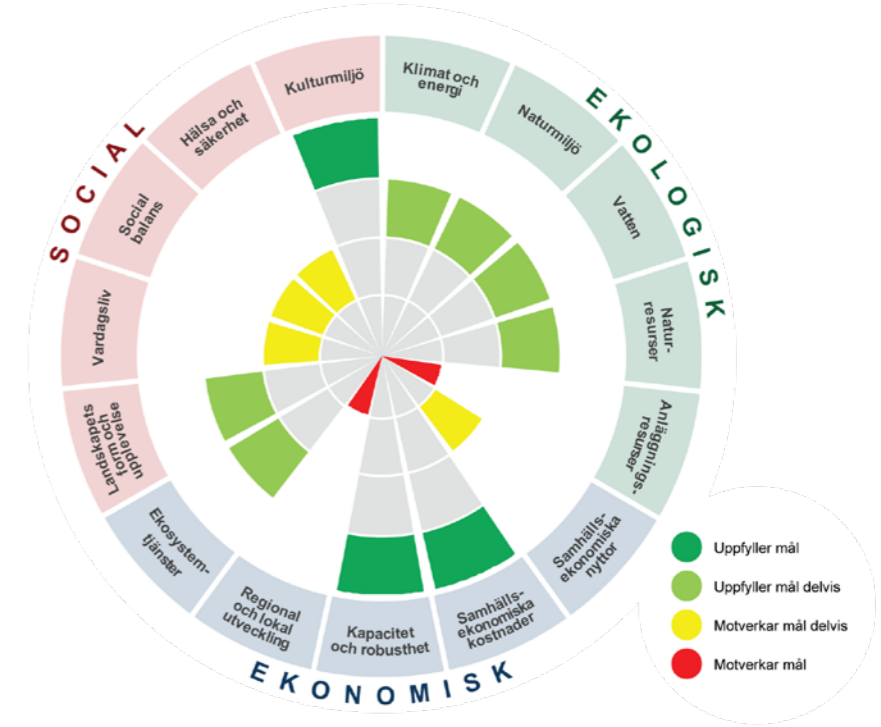 SOCIAL
EKOLOGISK
EKONOMISK
Kulturmiljö
Klimat och
energi
Naturmiljö
Vatten
Natur-
resurser
Anläggnings-
resurser
Samhälls-
ekonomiska
nyttor
Samhälls-
ekonomiska
kostnader
Kapacitet
och robusthet
Regional
och lokal
utveckling
Ekosystem-
tjänster
Landskapets
form och
upplevelse
Vardagsliv
Social
balans
Hälsa och
säkerhet
Uppfyller mål
Uppfyller mål delvis
Motverkar mål delvis
Motverkar mål